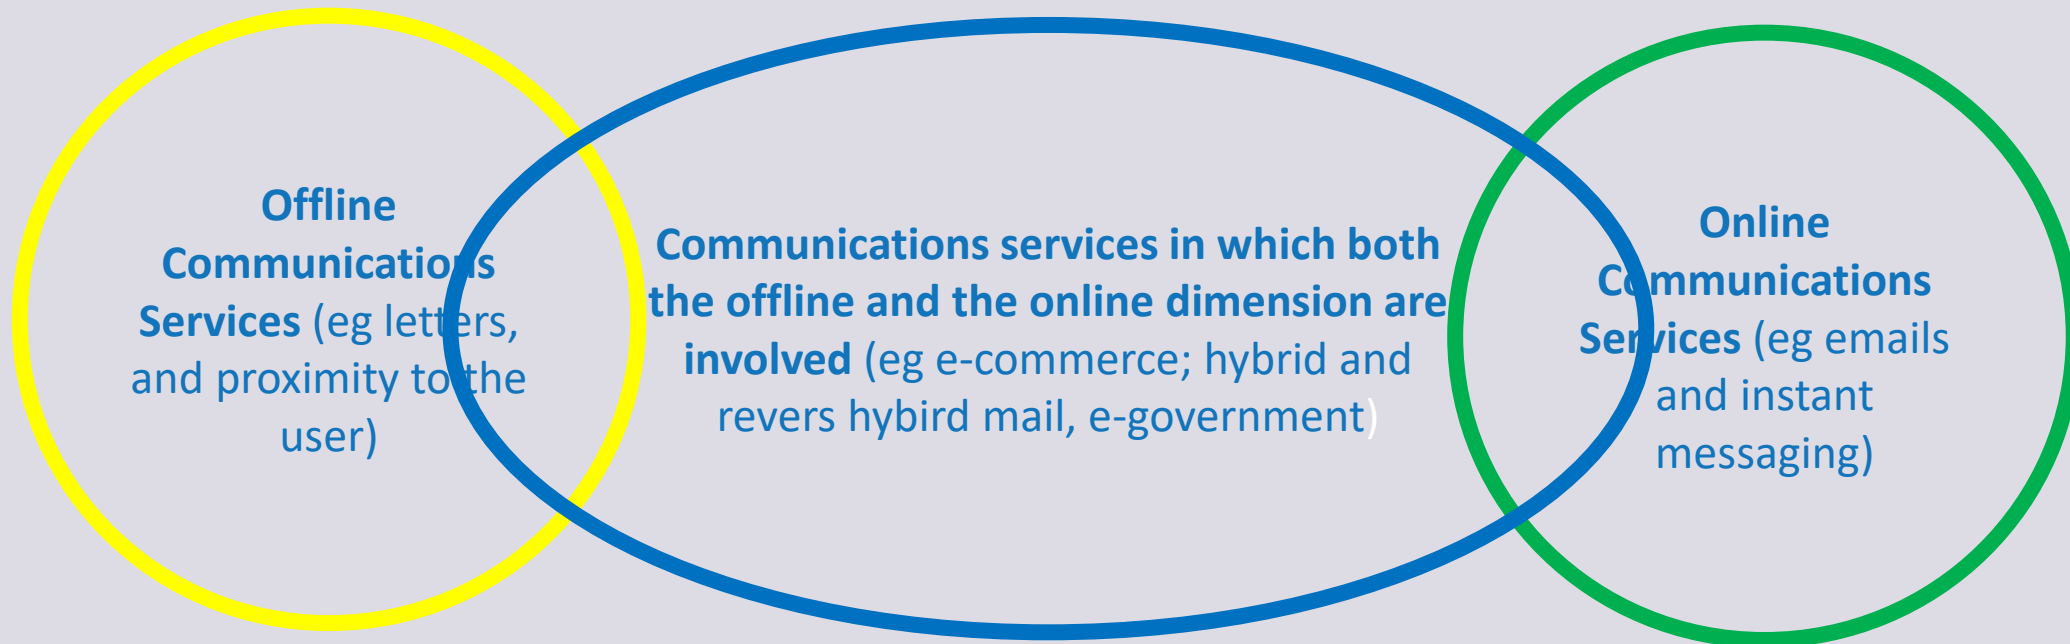 Offline
Communications
Services (eg letters,
and proximity to the
user)
Communications services in which both
the offline and the online dimension are
involved (eg e-commerce; hybrid and
revers hybird mail, e-government)
Online
Communications
Services (eg emails
and instant
messaging)